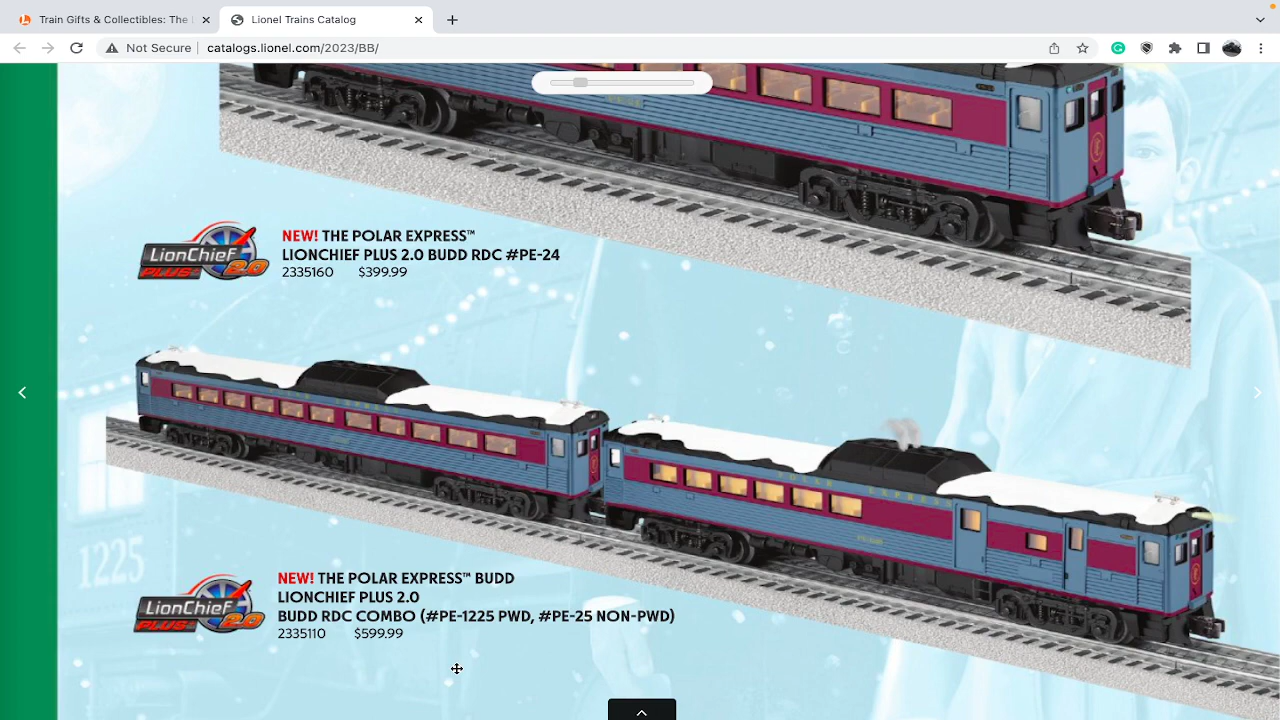 Train Gifts & Collectibles: The
Lionel Trains Catalog
Not Secure
catalogs.lionel.com/2023/BB/
LionChief
PLUS 2.0
NEW! THE POLAR EXPRESS™
LIONCHIEF PLUS 2.0 BUDD RDC #PE-24
2335160 $399.99
POLAR EXPRESS
1225
LionChief
PLUS 2.0
NEW! THE POLAR EXPRESS™ BUDD
LIONCHIEF PLUS 2.0
BUDD RDC COMBO (#PE-1225 PWD, #PE-25 NON-PWD)
2335110 $599.99